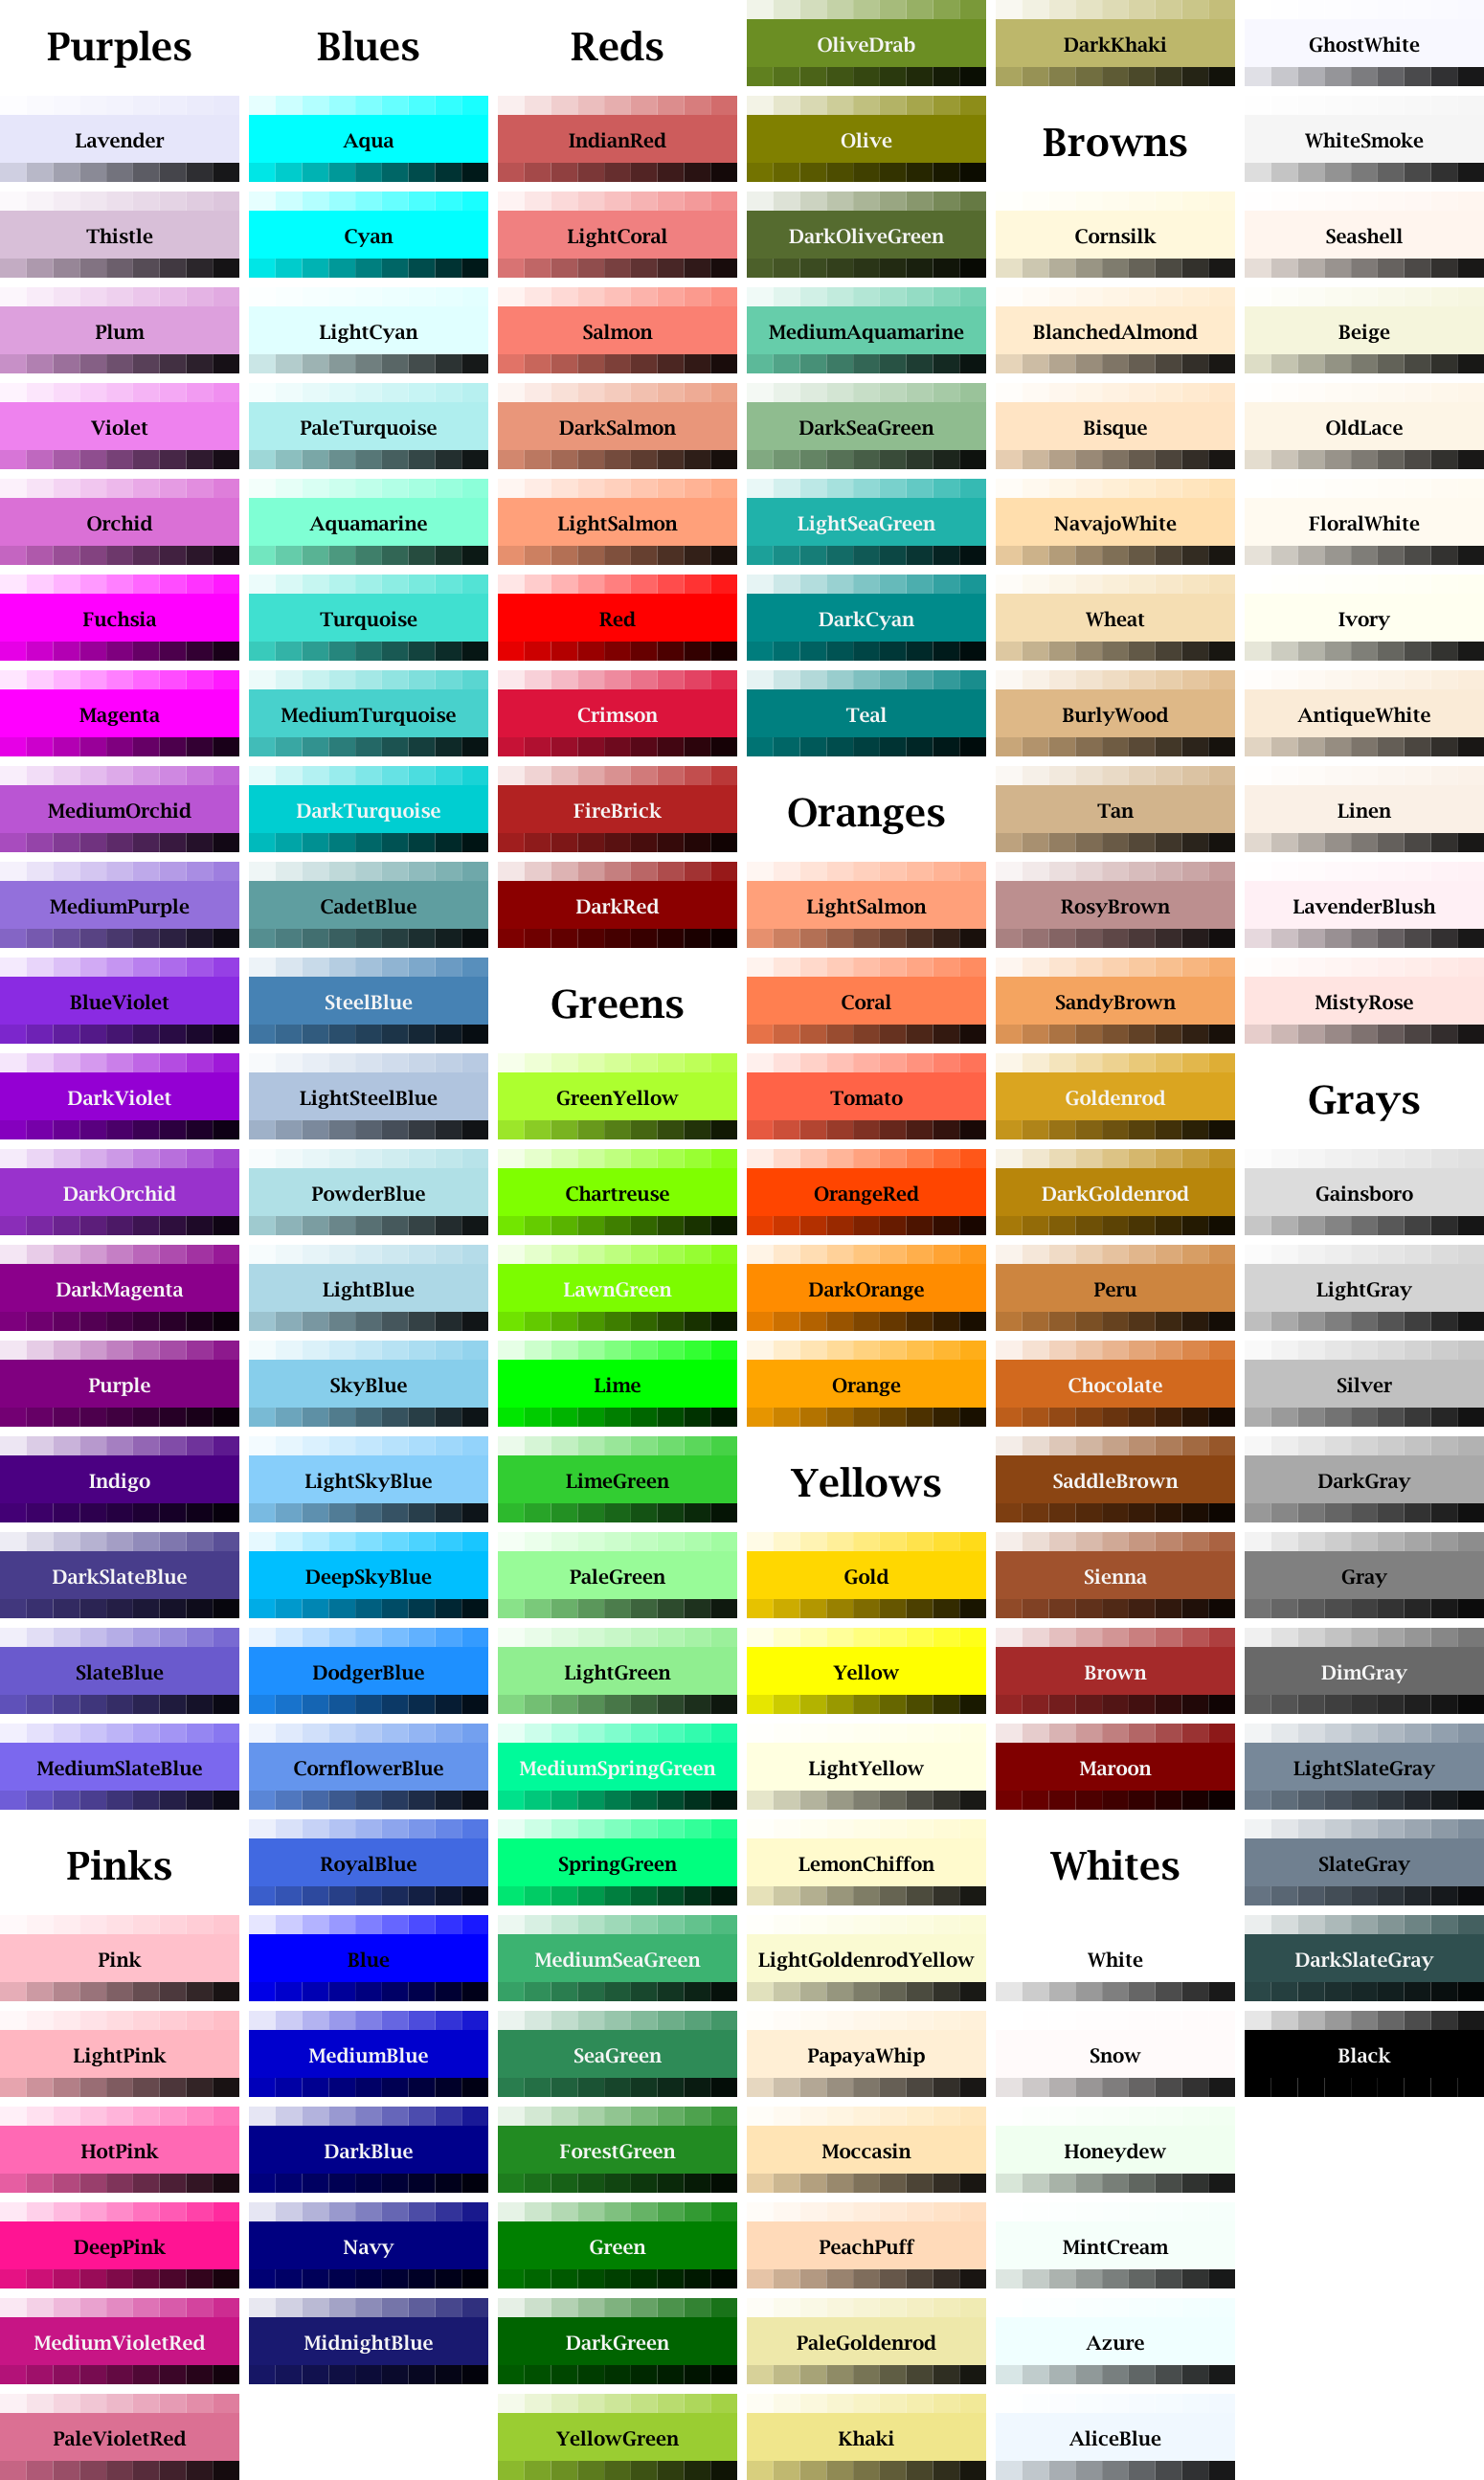 Purples
Lavender
Thistle
Plum
Violet
Orchid
Fuchsia
Magenta
MediumOrchid
MediumPurple
BlueViolet
DarkViolet
DarkOrchid
DarkMagenta
Purple
Indigo
DarkSlateBlue
SlateBlue
MediumSlateBlue
Pinks
Pink
LightPink
HotPink
DeepPink
MediumVioletRed
PaleVioletRed
Blues
Aqua
Cyan
LightCyan
PaleTurquoise
Aquamarine
Turquoise
MediumTurquoise
DarkTurquoise
CadetBlue
SteelBlue
LightSteelBlue
PowderBlue
LightBlue
SkyBlue
LightSkyBlue
DeepSkyBlue
DodgerBlue
CornflowerBlue
RoyalBlue
Blue
MediumBlue
DarkBlue
Navy
MidnightBlue
Reds
IndianRed
LightCoral
Salmon
DarkSalmon
LightSalmon
Red
Crimson
FireBrick
DarkRed
Greens
GreenYellow
Chartreuse
LawnGreen
Lime
LimeGreen
PaleGreen
LightGreen
MediumSpringGreen
SpringGreen
MediumSeaGreen
SeaGreen
ForestGreen
Green
DarkGreen
YellowGreen
OliveDrab
Olive
DarkOliveGreen
MediumAquamarine
DarkSeaGreen
LightSeaGreen
DarkCyan
Teal
Oranges
LightSalmon
Coral
Tomato
OrangeRed
DarkOrange
Orange
Yellows
Gold
Yellow
LightYellow
LemonChiffon
LightGoldenrodYellow
PapayaWhip
Moccasin
PeachPuff
PaleGoldenrod
Khaki
DarkKhaki
Browns
Cornsilk
BlanchedAlmond
Bisque
NavajoWhite
Wheat
BurlyWood
Tan
RosyBrown
SandyBrown
Goldenrod
DarkGoldenrod
Peru
Chocolate
SaddleBrown
Sienna
Brown
Maroon
Whites
White
Snow
Honeydew
MintCream
Azure
AliceBlue
GhostWhite
WhiteSmoke
Seashell
Beige
OldLace
FloralWhite
Ivory
AntiqueWhite
Linen
LavenderBlush
MistyRose
Grays
Gainsboro
LightGray
Silver
DarkGray
Gray
DimGray
LightSlateGray
SlateGray
DarkSlateGray
Black